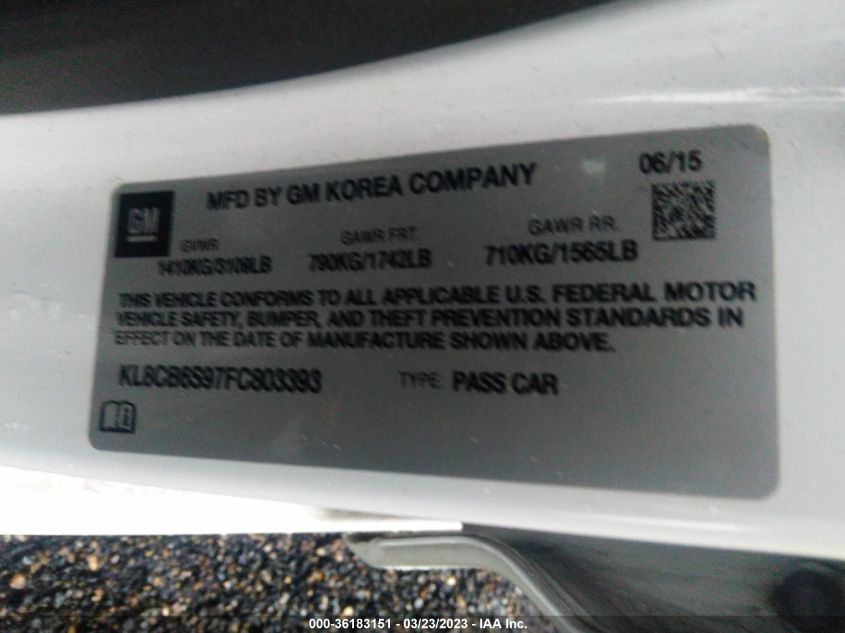 MFD BY GM KOREA COMPANY
06/15
GM
GVWR
GAWR FRT.
GAWR RR.
1410KG/3109LB
790KG/1742LB
710KG/1565LB
THIS VEHICLE CONFORMS TO ALL APPLICABLE U.S. FEDERAL MOTOR
VEHICLE SAFETY, BUMPER, AND THEFT PREVENTION STANDARDS IN
EFFECT ON THE DATE OF MANUFACTURE SHOWN ABOVE.
KL8CB6S97FC803393
TYPE: PASS CAR
000-36183151 - 03/23/2023 - IAA Inc.